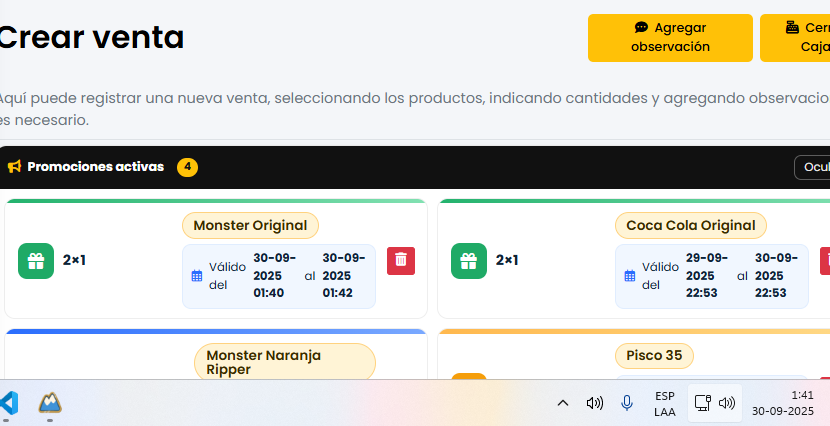 Crear venta
Agregar
observación
Cerr
Caja
Aquí puede registrar una nueva venta, seleccionando los productos, indicando cantidades y agregando observacio
es necesario.
Promociones activas 4
Ocul
Monster Original
2×1
Válido
del
30-09-
2025
01:40
al
30-09-
2025
01:42
Coca Cola Original
2×1
Válido
del
29-09-
2025
22:53
al
30-09-
2025
22:53
Monster Naranja
Ripper
Pisco 35
ESP
LAA
1:41
30-09-2025